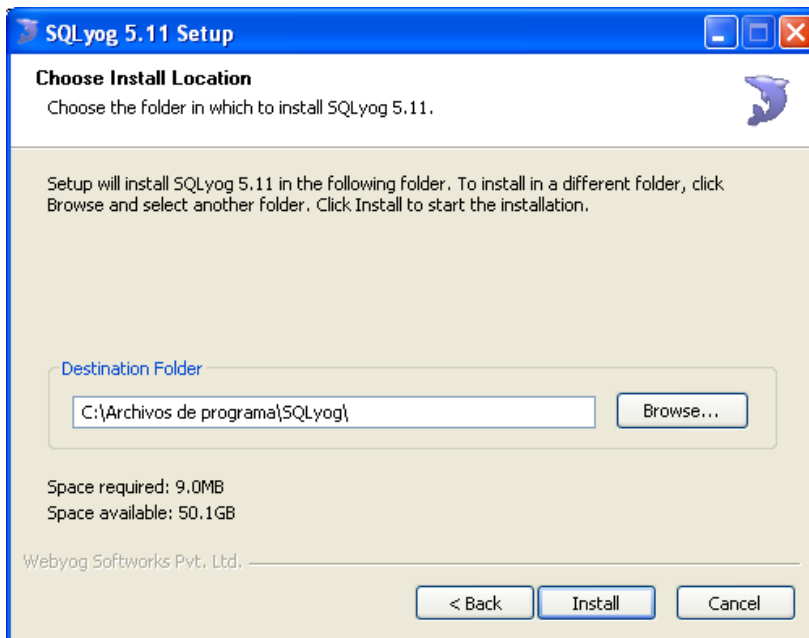 SQLyog 5.11 Setup
Choose Install Location
Choose the folder in which to install SQLyog 5.11.
Setup will install SQLyog 5.11 in the following folder. To install in a different folder, click
Browse and select another folder. Click Install to start the installation.
Destination Folder
C:\Archivos de programa\SQLyog\
Browse...
Space required: 9.0MB
Space available: 50.1GB
Webyog Softworks Pvt. Ltd.
< Back
Install
Cancel